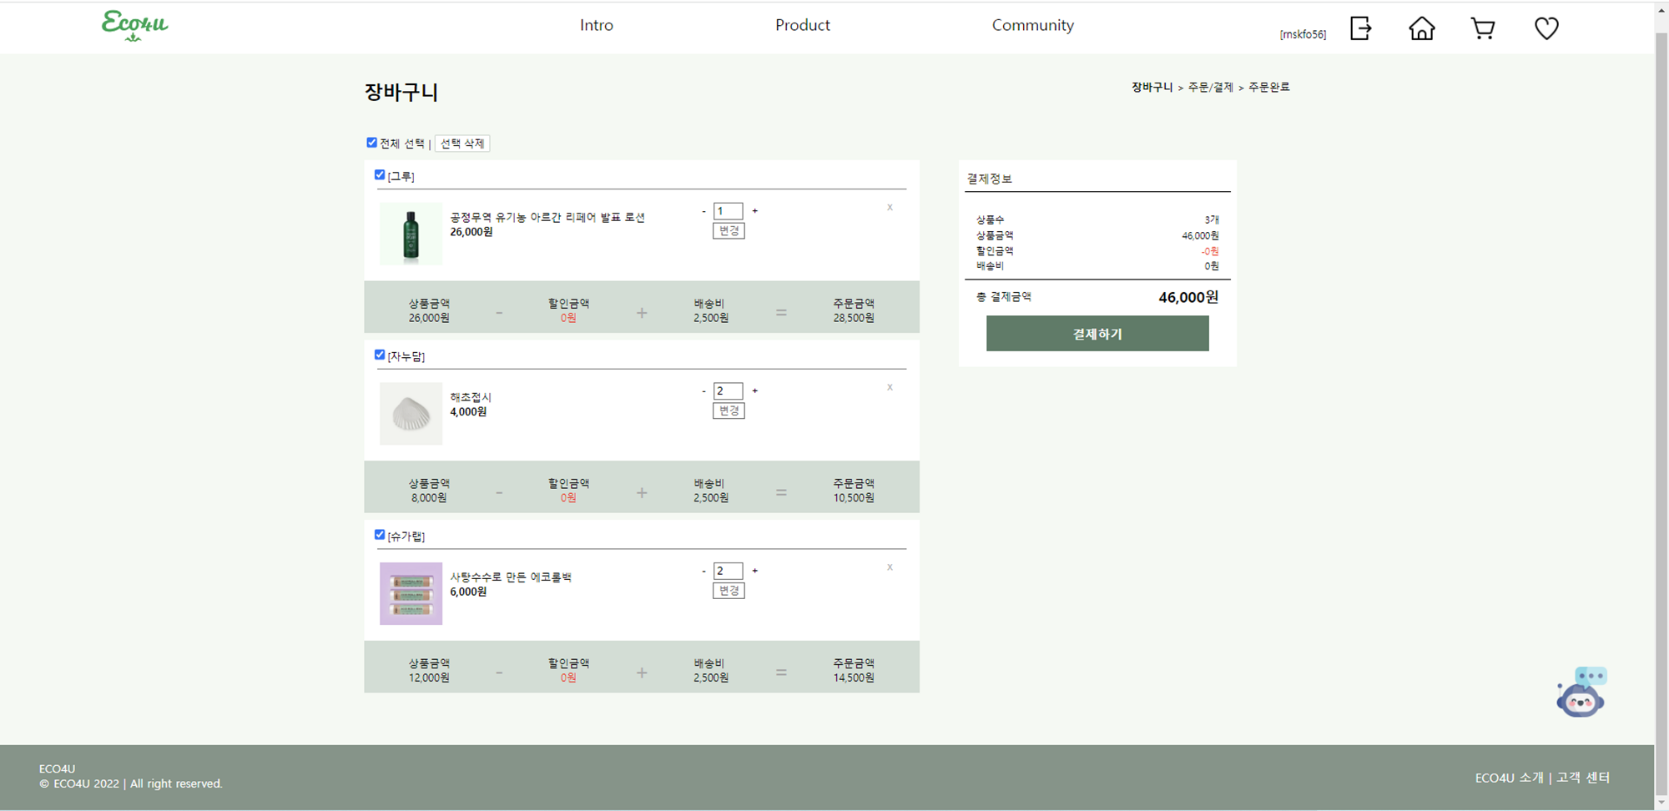 Eco4u
Intro
Product
Community
[mskfo56]
장바구니
장바구니 > 주문/결제 > 주문완료
전체 선택 | 선택 삭제
[그루]
공정무역 유기농 아르간 리페어 발표 로션
26,000원
- 1 +
변경
x
상품금액 할인금액 배송비 주문금액
26,000원 - 0원 + 2,500원 = 28,500원
[자누담]
해초접시
4,000원
- 2 +
변경
x
상품금액 할인금액 배송비 주문금액
8,000원 - 0원 + 2,500원 = 10,500원
[슈가랩]
사탕수수로 만든 에코롤백
6,000원
- 2 +
변경
x
상품금액 할인금액 배송비 주문금액
12,000원 - 0원 + 2,500원 = 14,500원
결제정보
상품수 3개
상품금액 46,000원
할인금액 -0원
배송비 0원
총 결제금액 46,000원
결제하기
ECO4U
© ECO4U 2022 | All right reserved.
ECO4U 소개 | 고객 센터